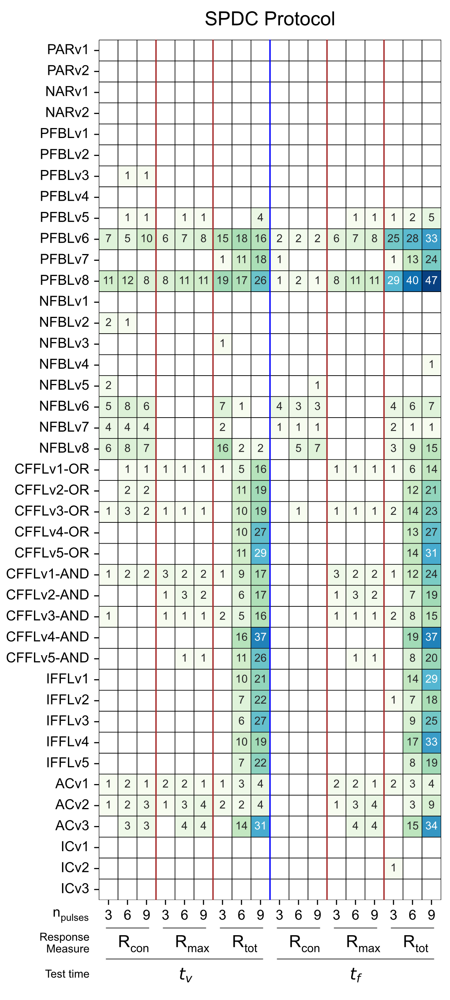 SPDC Protocol
PARv1
PARv2
NARv1
NARv2
PFBLv1
PFBLv2
PFBLv3 1 1
PFBLv4
PFBLv5 1 1 1 1 4 1 1 1 2 5
PFBLv6 7 5 10 6 7 8 15 18 16 2 2 2 6 7 8 25 28 33
PFBLv7 1 11 18 1 1 13 24
PFBLv8 11 12 8 8 11 11 19 17 26 1 2 1 8 11 11 29 40 47
NFBLv1
NFBLv2 2 1
NFBLv3 1
NFBLv4 1
NFBLv5 2 1
NFBLv6 5 8 6 7 1 4 3 3 4 6 7
NFBLv7 4 4 4 2 1 1 1 2 1 1
NFBLv8 6 8 7 16 2 2 5 7 3 9 15
CFFLv1-OR 1 1 1 1 1 1 5 16 1 1 1 1 6 14
CFFLv2-OR 2 2 11 19 12 21
CFFLv3-OR 1 3 2 1 1 1 10 19 1 1 1 1 2 14 23
CFFLv4-OR 10 27 13 27
CFFLv5-OR 11 29 14 31
CFFLv1-AND 1 2 2 3 2 2 1 9 17 3 2 2 1 12 24
CFFLv2-AND 1 3 2 6 17 1 3 2 7 19
CFFLv3-AND 1 1 1 1 2 5 16 1 1 1 2 8 15
CFFLv4-AND 16 37 19 37
CFFLv5-AND 1 1 11 26 1 1 8 20
IFFLv1 10 21 14 29
IFFLv2 7 22 1 7 18
IFFLv3 6 27 9 25
IFFLv4 10 19 17 33
IFFLv5 7 22 8 19
ACv1 1 2 1 2 2 1 1 3 4 2 2 1 2 3 4
ACv2 1 2 3 1 3 4 2 2 4 1 3 4 3 9
ACv3 3 3 4 4 14 31 4 4 15 34
ICv1
ICv2 1
ICv3
npulses 3 6 9 3 6 9 3 6 9 3 6 9 3 6 9 3 6 9
Response
Measure Rcon Rmax Rtot Rcon Rmax Rtot
Test time tv tf